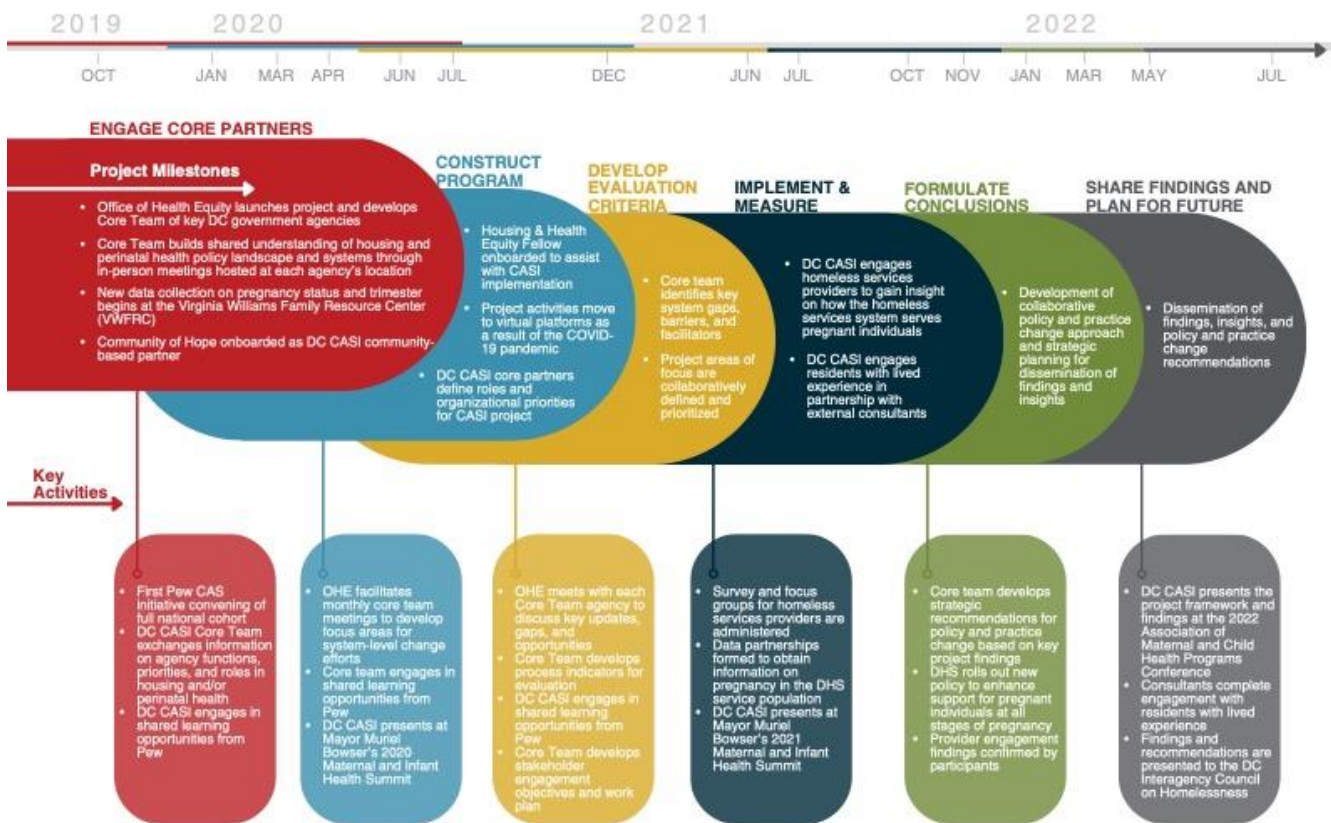 2019
2020
2021
2022
OCT
JAN
MAR
APR
JUN
JUL
DEC
JUN
JUL
OCT
NOV
JAN
MAR
MAY
JUL
ENGAGE CORE PARTNERS
Project Milestones
• Office of Health Equity launches project and develops
Core Team of key DC government agencies
• Core Team builds shared understanding of housing and
perinatal health policy landscape and systems through
in-person meetings hosted at each agency's location
• New data collection on pregnancy status and trimester
begins at the Virginia Williams Family Resource Center
(VWFRC)
• Community of Hope onboarded as DC CASI community-
based partner
CONSTRUCT
PROGRAM
• Housing & Health
Equity Fellow
onboarded to assist
with CASI
implementation
• Project activities move
to virtual platforms as
a result of the COVID-
19 pandemic
• DC CASI core partners
define roles and
organizational priorities
for CASI project
DEVELOP
EVALUATION
CRITERIA
• Core team
identifies key
system gaps,
barriers, and
facilitators
• Project areas of
focus are
collaboratively
defined and
prioritized
IMPLEMENT &
MEASURE
• DC CASI engages
homeless services
providers to gain insight
on how the homeless
services system serves
pregnant individuals
• DC CASI engages
residents with lived
experience in
partnership with
external consultants
FORMULATE
CONCLUSIONS
• Development of
collaborative
policy and practice
change approach
and strategic
planning for
dissemination of
findings and
insights
SHARE FINDINGS AND
PLAN FOR FUTURE
• Dissemination of
findings, insights, and
policy and practice
change
recommendations
Key
Activities
• First Pew CAS
initiative convening of
full national cohort
• DC CASI Core Team
exchanges information
on agency functions,
priorities, and roles in
housing and/or
perinatal health
• DC CASI engages in
shared learning
opportunities from
Pew
• OHE facilitates
monthly core team
meetings to develop
focus areas for
system-level change
efforts
• Core team engages in
shared learning
opportunities from
Pew
• DC CASI presents at
Mayor Muriel
Bowser's 2020
Maternal and Infant
Health Summit
• OHE meets with each
Core Team agency to
discuss key updates,
gaps, and
opportunities
• Core Team develops
process indicators for
evaluation
• DC CASI engages in
shared learning
opportunities from
Pew
• Core Team develops
stakeholder
engagement
objectives and work
plan
• Survey and focus
groups for homeless
services providers are
administered
• Data partnerships
formed to obtain
information on
pregnancy in the DHS
service population
• DC CASI presents at
Mayor Muriel
Bowser's 2021
Maternal and Infant
Health Summit
• Core team develops
strategic
recommendations for
policy and practice
change based on key
project findings
• DHS rolls out new
policy to enhance
support for pregnant
individuals at all
stages of pregnancy
• Provider engagement
findings confirmed by
participants
• DC CASI presents the
project framework and
findings at the 2022
Association of
Maternal and Child
Health Programs
Conference
• Consultants complete
engagement with
residents with lived
experience
• Findings and
recommendations are
presented to the DC
Interagency Council
on Homelessness